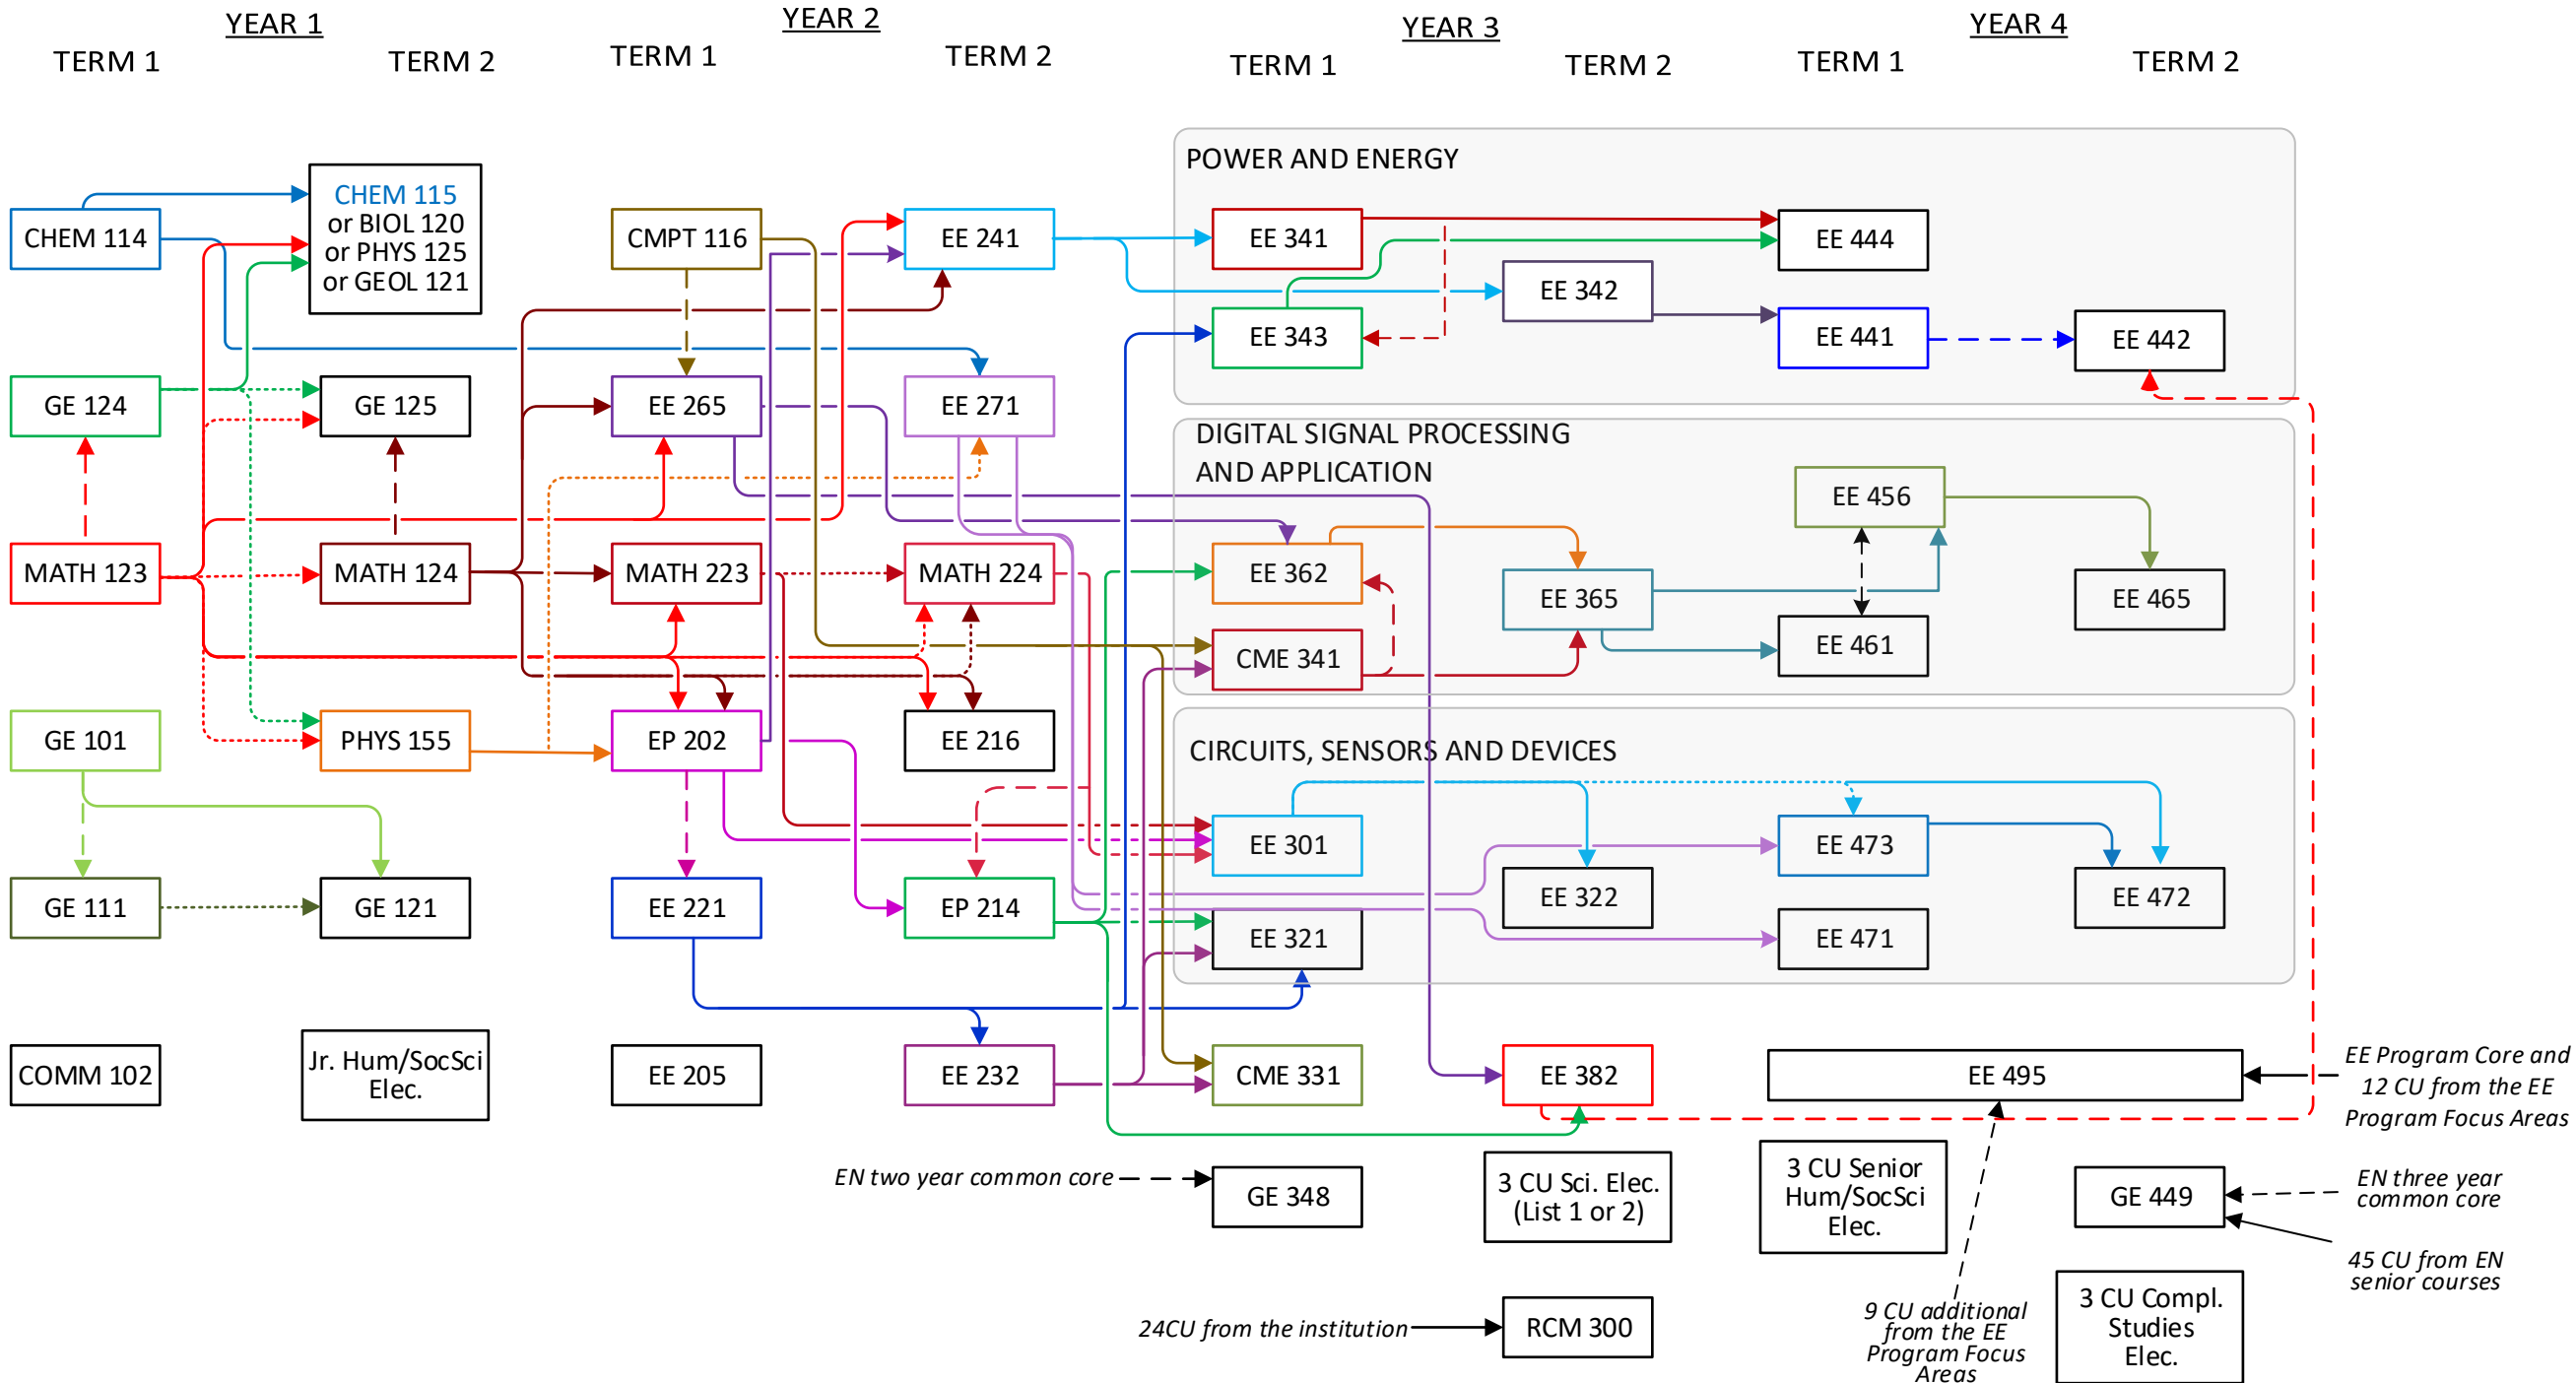 YEAR 1
YEAR 2
YEAR 3
YEAR 4
TERM 1
TERM 2
TERM 1
TERM 2
TERM 1
TERM 2
TERM 1
TERM 2
POWER AND ENERGY
CHEM 114
CHEM 115
or BIOL 120
or PHYS 125
or GEOL 121
CMPT 116
EE 241
EE 341
EE 342
EE 444
EE 343
EE 441
EE 442
GE 124
GE 125
EE 265
EE 271
DIGITAL SIGNAL PROCESSING
AND APPLICATION
EE 456
MATH 123
MATH 124
MATH 223
MATH 224
EE 362
EE 365
EE 465
CME 341
EE 461
GE 101
PHYS 155
EP 202
EE 216
CIRCUITS, SENSORS AND DEVICES
EE 301
EE 473
GE 111
GE 121
EE 221
EP 214
EE 322
EE 472
EE 321
EE 471
COMM 102
Jr. Hum/SocSci
Elec.
EE 205
EE 232
CME 331
EE 382
EE 495
EE Program Core and
12 CU from the EE
Program Focus Areas
EN two year common core
GE 348
3 CU Sci. Elec.
(List 1 or 2)
3 CU Senior
Hum/SocSci
Elec.
GE 449
EN three year
common core
45 CU from EN
senior courses
24CU from the institution
RCM 300
9 CU additional
from the EE
Program Focus
Areas
3 CU Compl.
Studies
Elec.